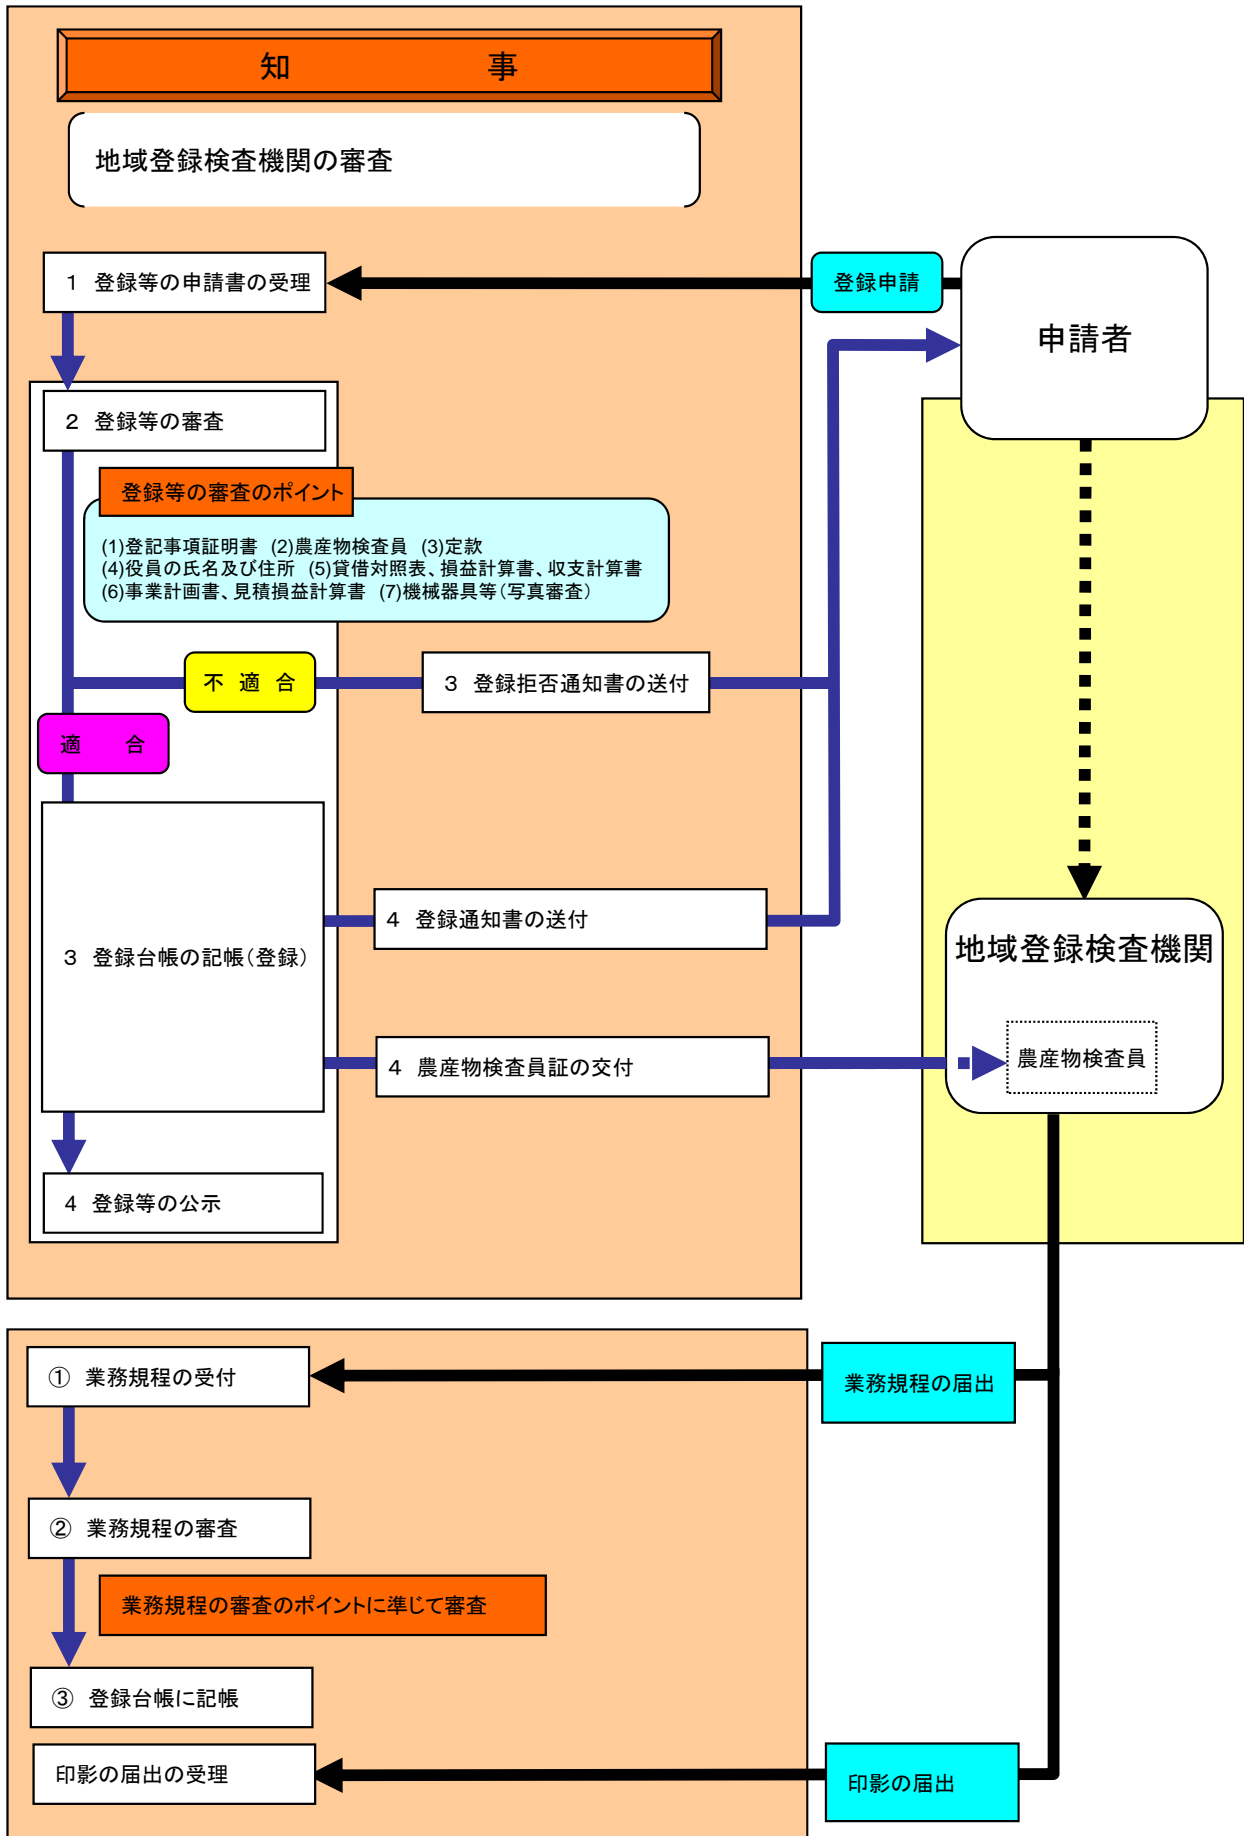 知　　　　　　事
地域登録検査機関の審査
1　登録等の申請書の受理
登録申請
申請者
2　登録等の審査
登録等の審査のポイント
(1)登記事項証明書　(2)農産物検査員　(3)定款
(4)役員の氏名及び住所　(5)貸借対照表、損益計算書、収支計算書
(6)事業計画書、見積損益計算書　(7)機械器具等(写真審査)
不　適　合
3　登録拒否通知書の送付
適　　合
3　登録台帳の記帳(登録)
4　登録通知書の送付
地域登録検査機関
農産物検査員
4　農産物検査員証の交付
4　登録等の公示
①　業務規程の受付
業務規程の届出
②　業務規程の審査
業務規程の審査のポイントに準じて審査
③　登録台帳に記帳
印影の届出の受理
印影の届出